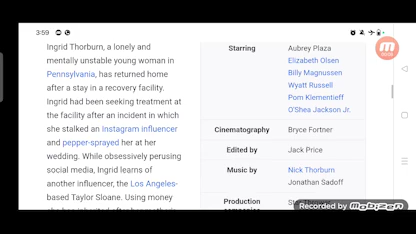 3:59
Ingrid Thorburn, a lonely and
mentally unstable young woman in
Pennsylvania, has returned home
after a stay in a recovery facility.
Ingrid had been seeking treatment at
the facility after an incident in which
she stalked an Instagram influencer
and pepper-sprayed her at her
wedding. While obsessively perusing
social media, Ingrid learns of
another influencer, the Los Angeles-
based Taylor Sloane. Using money
Starring
Aubrey Plaza
Elizabeth Olsen
Billy Magnussen
Wyatt Russell
Pom Klementieff
O'Shea Jackson Jr.
Cinematography
Bryce Fortner
Edited by
Jack Price
Music by
Nick Thorburn
Jonathan Sadoff
Production
Recorded by Mobizen